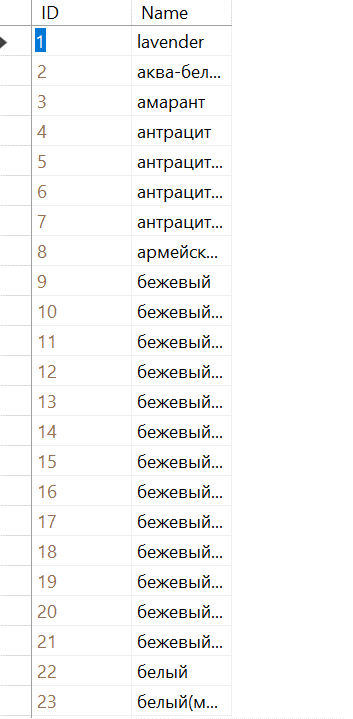 ID Name
1 lavender
2 аква-бел...
3 амарант
4 антрацит
5 антрацит...
6 антрацит...
7 антрацит...
8 армейск...
9 бежевый
10 бежевый...
11 бежевый...
12 бежевый...
13 бежевый...
14 бежевый...
15 бежевый...
16 бежевый...
17 бежевый...
18 бежевый...
19 бежевый...
20 бежевый...
21 бежевый...
22 белый
23 белый(м...